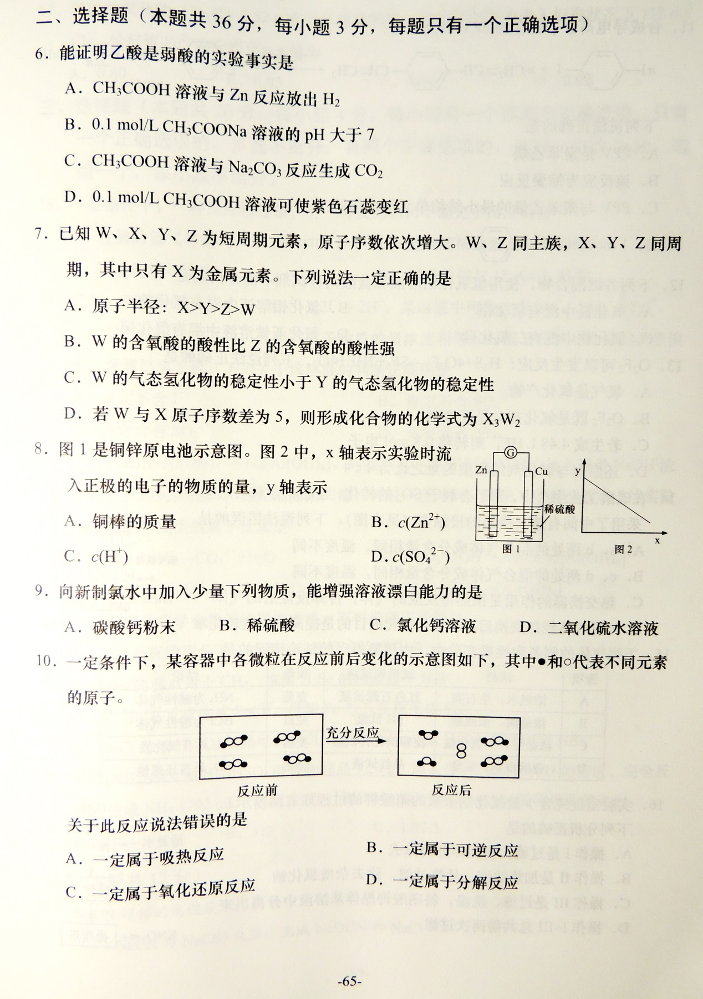 二、选择题（本题共 36 分，每小题 3 分，每题只有一个正确选项）
6．能证明乙酸是弱酸的实验事实是
A．CH₃COOH 溶液与 Zn 反应放出 H₂
B．0.1 mol/L CH₃COONa 溶液的 pH 大于 7
C．CH₃COOH 溶液与 Na₂CO₃ 反应生成 CO₂
D．0.1 mol/L CH₃COOH 溶液可使紫色石蕊变红
7．已知 W、X、Y、Z 为短周期元素，原子序数依次增大。W、Z 同主族，X、Y、Z 同周
期，其中只有 X 为金属元素。下列说法一定正确的是
A．原子半径：X>Y>Z>W
B．W 的含氧酸的酸性比 Z 的含氧酸的酸性强
C．W 的气态氢化物的稳定性小于 Y 的气态氢化物的稳定性
D．若 W 与 X 原子序数差为 5，则形成化合物的化学式为 X₃W₂
8．图 1 是铜锌原电池示意图。图 2 中，x 轴表示实验时流
入正极的电子的物质的量，y 轴表示
A．铜棒的质量 B．c(Zn²⁺)
C．c(H⁺) D．c(SO₄²⁻)
G
Zn Cu
稀硫酸
图 1
y
x
图 2
9．向新制氯水中加入少量下列物质，能增强溶液漂白能力的是
A．碳酸钙粉末 B．稀硫酸 C．氯化钙溶液 D．二氧化硫水溶液
10．一定条件下，某容器中各微粒在反应前后变化的示意图如下，其中●和○代表不同元素
的原子。
充分反应
反应前 反应后
关于此反应说法错误的是
A．一定属于吸热反应 B．一定属于可逆反应
C．一定属于氧化还原反应 D．一定属于分解反应
-65-